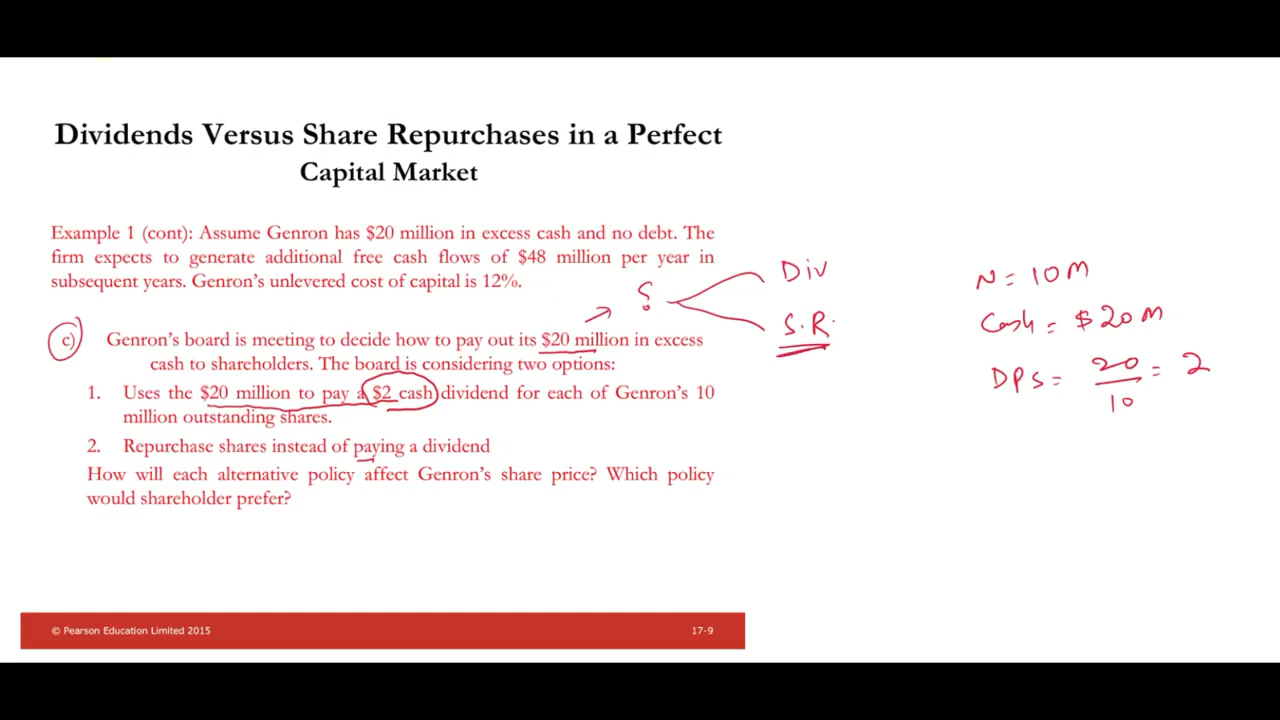 Dividends Versus Share Repurchases in a Perfect
Capital Market
Example 1 (cont): Assume Genron has $20 million in excess cash and no debt. The
firm expects to generate additional free cash flows of $48 million per year in
subsequent years. Genron's unlevered cost of capital is 12%.
c) Genron's board is meeting to decide how to pay out its $20 million in excess
cash to shareholders. The board is considering two options:
1. Uses the $20 million to pay a $2 cash dividend for each of Genron's 10
million outstanding shares.
2. Repurchase shares instead of paying a dividend
How will each alternative policy affect Genron's share price? Which policy
would shareholder prefer?
Div
S.R.
N = 10M
Cash = $20M
DPS = 20/10 = 2
© Pearson Education Limited 2015
17-9